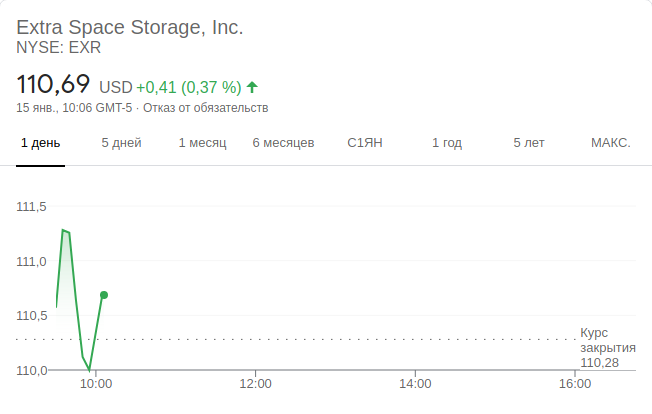 Extra Space Storage, Inc.
NYSE: EXR
110,69 USD +0,41 (0,37 %)
15 янв., 10:06 GMT-5 · Отказ от обязательств
1 день 5 дней 1 месяц 6 месяцев С1ЯН 1 год 5 лет МАКС.
111,5
111,0
110,5
Курс
закрытия
110,28
110,0
10:00 12:00 14:00 16:00